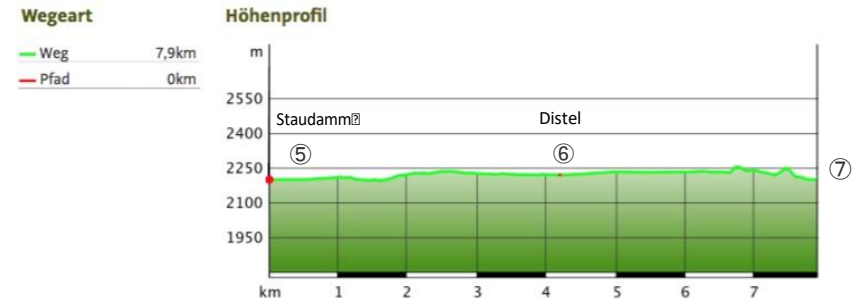 Wegeart
Weg 7,9km
Pfad 0km
Höhenprofil
m
2550
Staudamm Distel
2400
⑤ ⑥
2250 ⑦
2100
1950
km 1 2 3 4 5 6 7